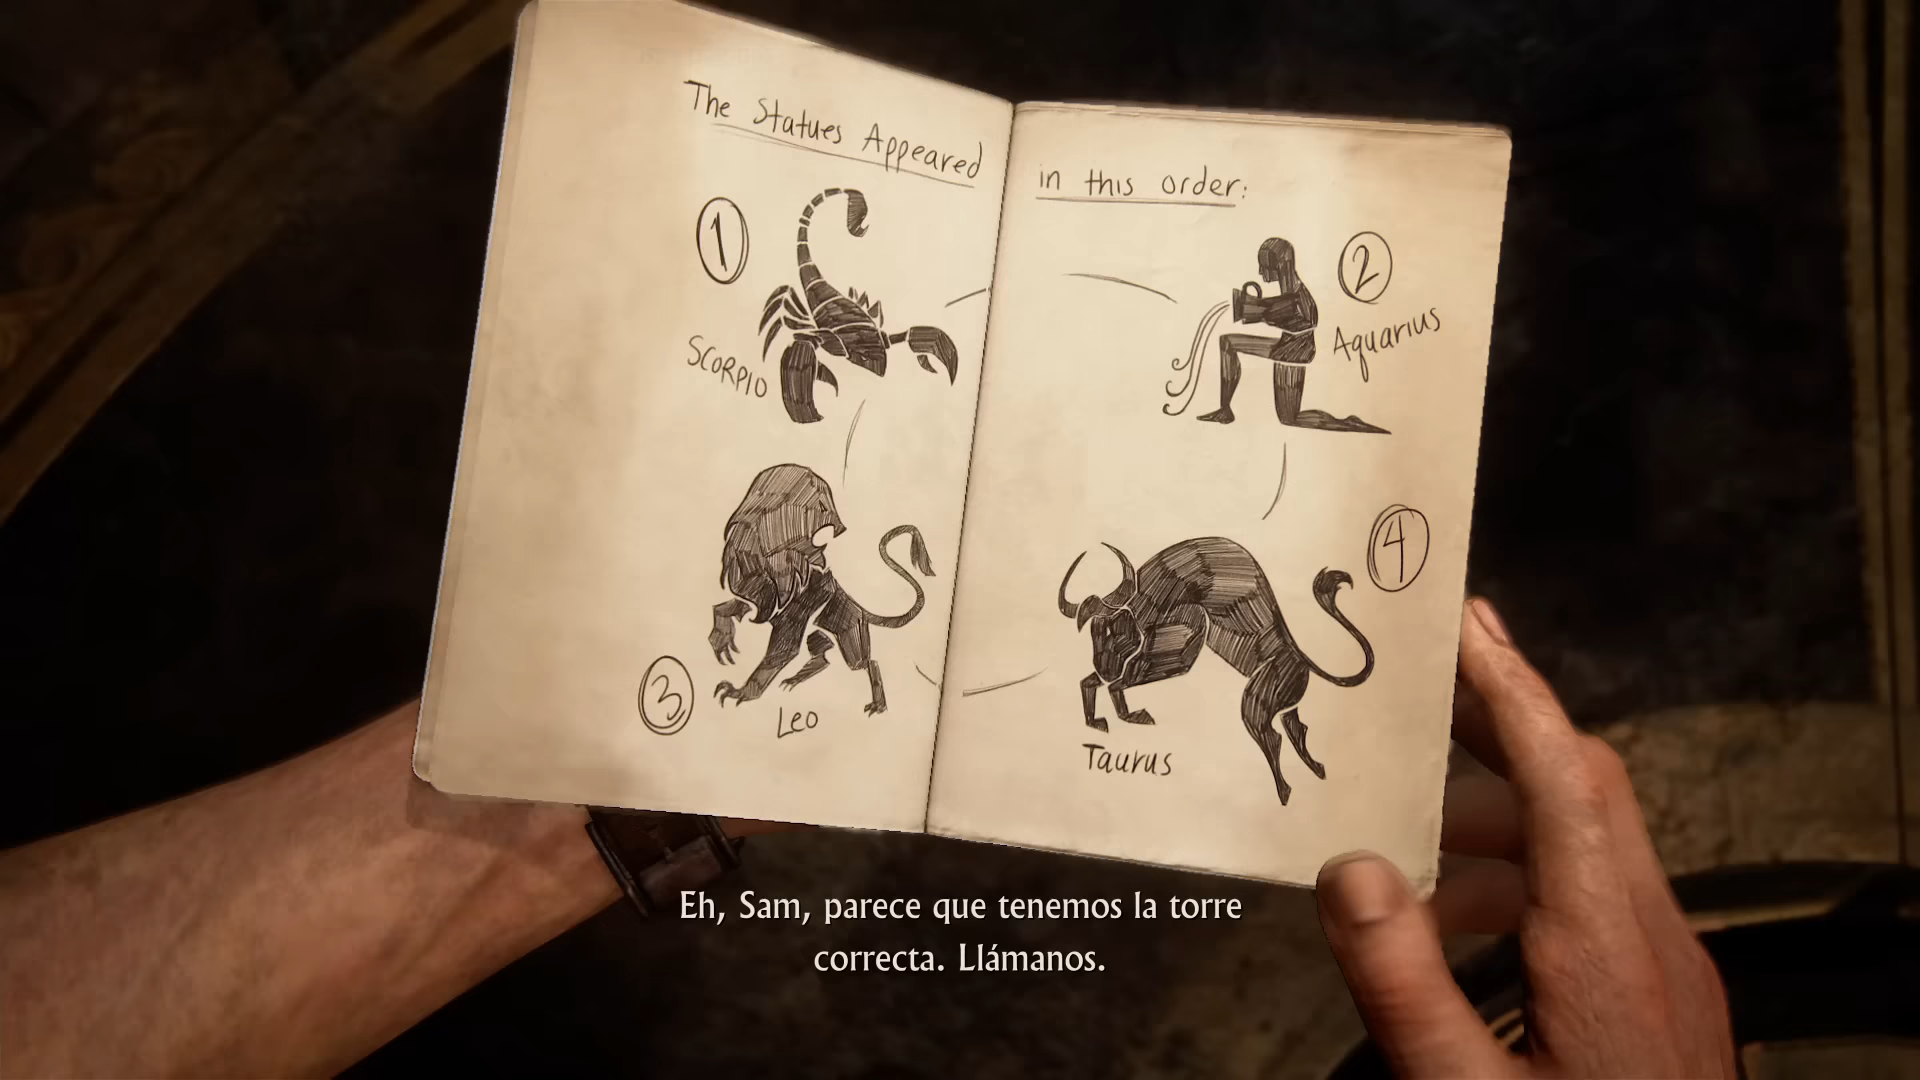 The Statues Appeared
in this order:
1
SCORPIO
2
Aquarius
3
Leo
4
Taurus
Eh, Sam, parece que tenemos la torre
correcta. Llámanos.